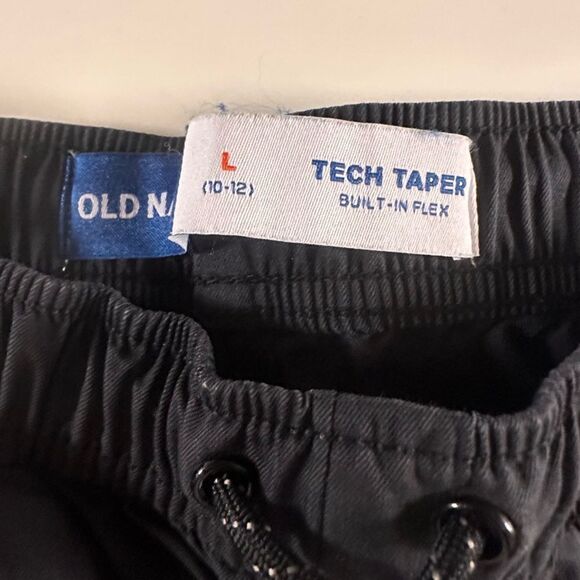 OLD NA
L
(10-12)
TECH TAPER
BUILT-IN FLEX